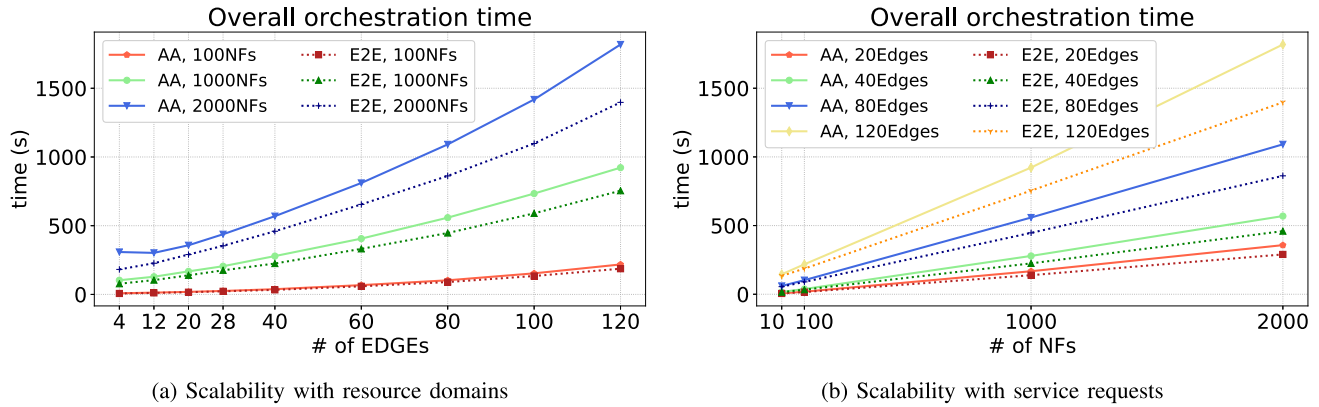 Overall orchestration time
AA, 100NFs
AA, 1000NFs
AA, 2000NFs
E2E, 100NFs
E2E, 1000NFs
E2E, 2000NFs
time (s)
1500
1000
500
0
4 12 20 28 40 60 80 100 120
# of EDGEs
(a) Scalability with resource domains
Overall orchestration time
AA, 20Edges
AA, 40Edges
AA, 80Edges
AA, 120Edges
E2E, 20Edges
E2E, 40Edges
E2E, 80Edges
E2E, 120Edges
time (s)
1500
1000
500
0
10 100 1000 2000
# of NFs
(b) Scalability with service requests